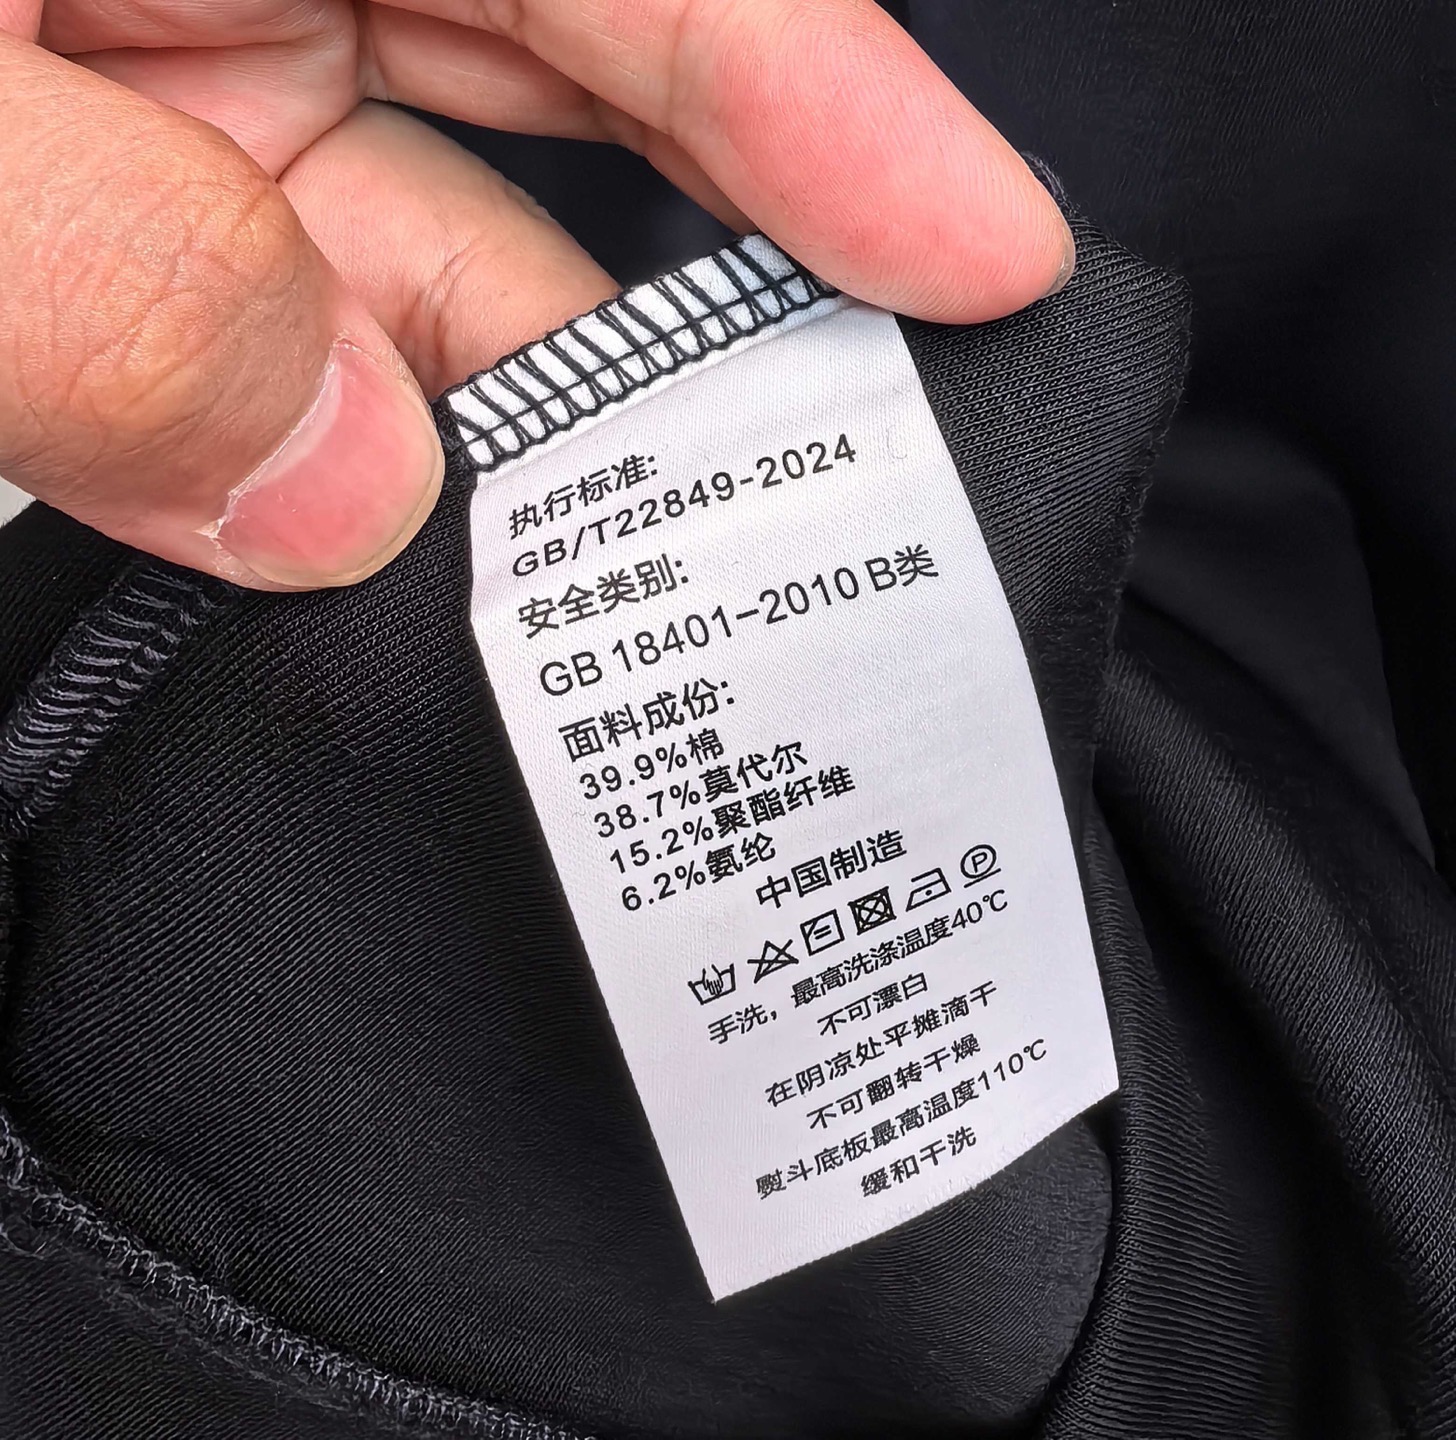 执行标准:
GB/T22849-2024
安全类别:
GB 18401-2010 B类
面料成份:
39.9%棉
38.7%莫代尔
15.2%聚酯纤维
6.2%氨纶
中国制造
P
手洗，最高洗涤温度40℃
不可漂白
在阴凉处平摊滴干
不可翻转干燥
熨斗底板最高温度110℃
缓和干洗